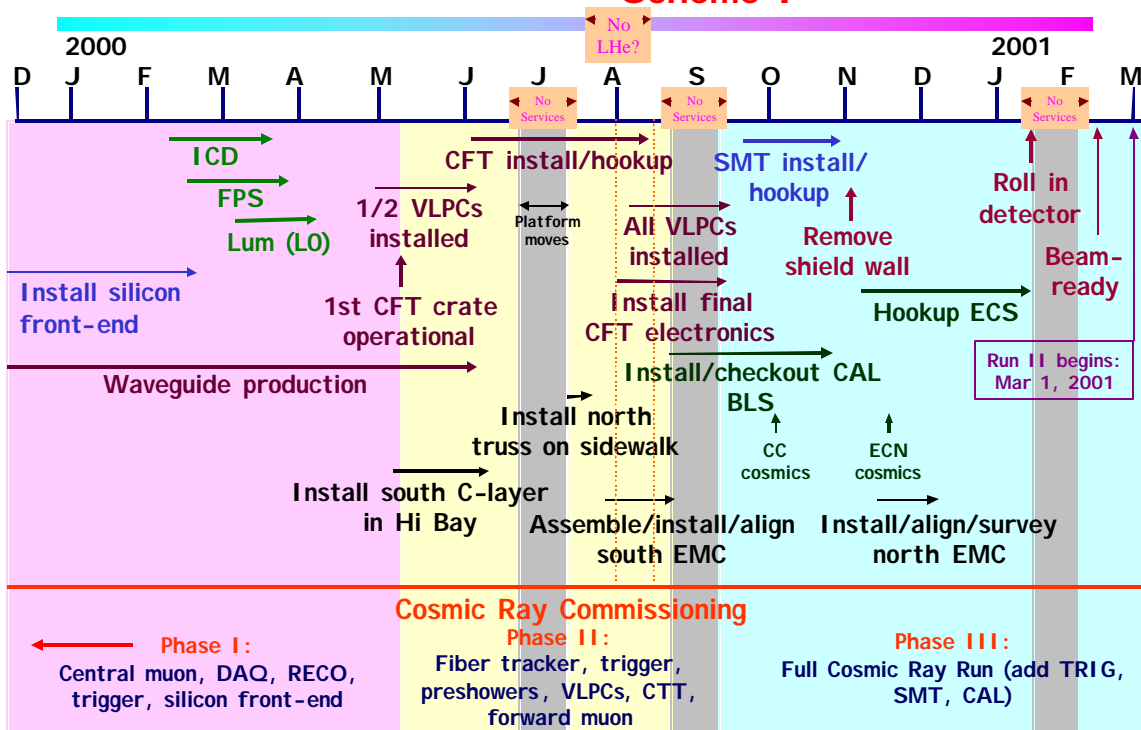 No
LHe?
2000
2001
D J F M A M J J A S O N D J F M
No
Services
No
Services
No
Services
ICD
FPS
Lum (L0)
Install silicon
front-end
Waveguide production
1/2 VLPCs
installed
1st CFT crate
operational
CFT install/hookup
Platform
moves
All VLPCs
installed
Install final
CFT electronics
SMT install/
hookup
Remove
shield wall
Roll in
detector
Beam-
ready
Hookup ECS
Run II begins:
Mar 1, 2001
Install/checkout CAL
BLS
Install north
truss on sidewalk
CC
cosmics
ECN
cosmics
Install south C-layer
in Hi Bay
Assemble/install/align
south EMC
Install/align/survey
north EMC
Cosmic Ray Commissioning
Phase I:
Central muon, DAQ, RECO,
trigger, silicon front-end
Phase II:
Fiber tracker, trigger,
preshowers, VLPCs, CTT,
forward muon
Phase III:
Full Cosmic Ray Run (add TRIG,
SMT, CAL)